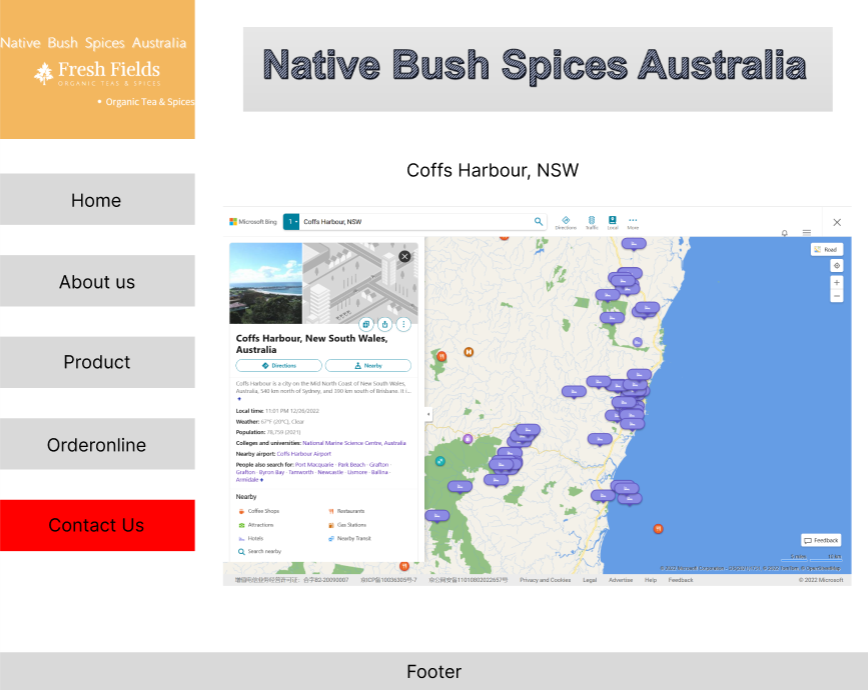 Native Bush Spices Australia
Fresh Fields
ORGANIC TEAS & SPICES
• Organic Tea & Spices
Native Bush Spices Australia
Home
About us
Product
Orderonline
Contact Us
Coffs Harbour, NSW
Microsoft Bing
1
Coffs Harbour, NSW
Directions
Traffic
Local
More
Road
Coffs Harbour, New South Wales,
Australia
Directions
Nearby
Coffs Harbour is a city on the Mid North Coast of New South Wales,
Australia, 540 km north of Sydney, and 390 km south of Brisbane. It i...
Local time: 11:01 PM 12/26/2022
Weather: 67°F (20°C), Clear
Population: 78,759 (2021)
Colleges and universities: National Marine Science Centre, Australia
Nearby airport: Coffs Harbour Airport
People also search for: Port Macquarie · Park Beach · Grafton ·
Grafton · Byron Bay · Tamworth · Newcastle · Lismore · Ballina ·
Armidale
Nearby
Coffee Shops
Restaurants
Attractions
Gas Stations
Hotels
Nearby Transit
Search nearby
Feedback
5 miles
10 km
Privacy and Cookies
Legal
Advertise
Help
Feedback
© 2022 Microsoft
Footer